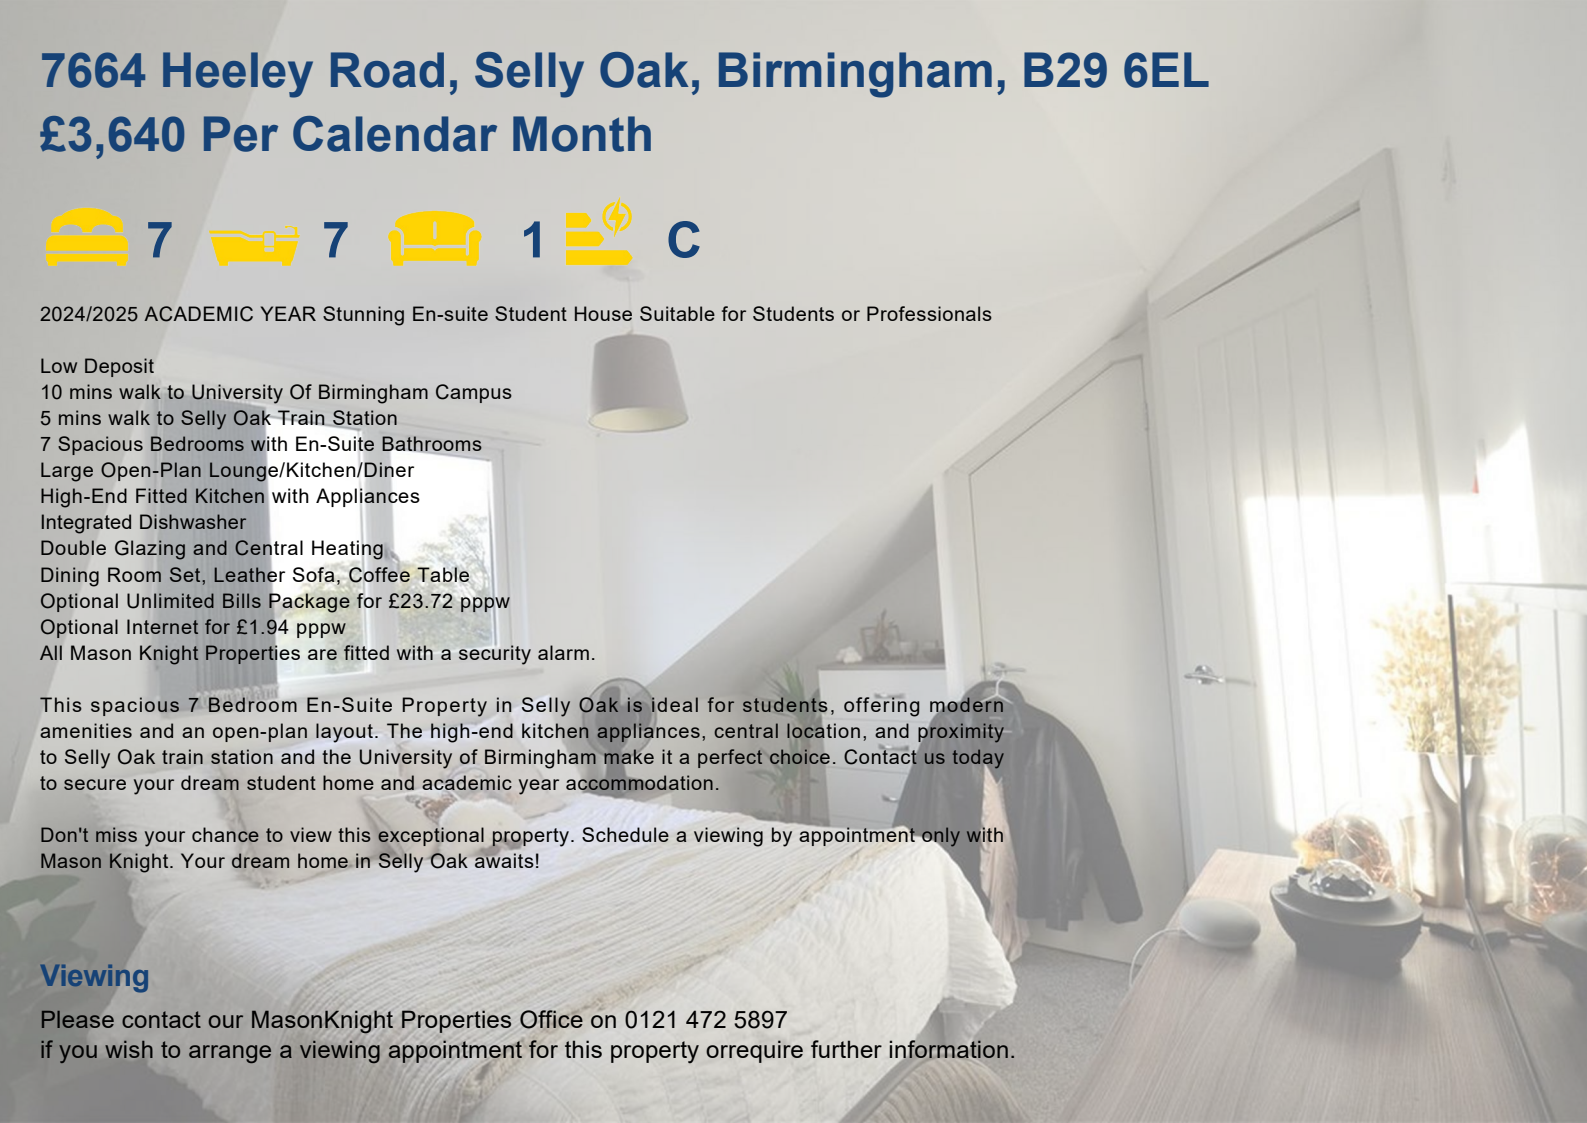 7664 Heeley Road, Selly Oak, Birmingham, B29 6EL
£3,640 Per Calendar Month
7 7 1 C
2024/2025 ACADEMIC YEAR Stunning En-suite Student House Suitable for Students or Professionals
Low Deposit
10 mins walk to University Of Birmingham Campus
5 mins walk to Selly Oak Train Station
7 Spacious Bedrooms with En-Suite Bathrooms
Large Open-Plan Lounge/Kitchen/Diner
High-End Fitted Kitchen with Appliances
Integrated Dishwasher
Double Glazing and Central Heating
Dining Room Set, Leather Sofa, Coffee Table
Optional Unlimited Bills Package for £23.72 pppw
Optional Internet for £1.94 pppw
All Mason Knight Properties are fitted with a security alarm.
This spacious 7 Bedroom En-Suite Property in Selly Oak is ideal for students, offering modern
amenities and an open-plan layout. The high-end kitchen appliances, central location, and proximity
to Selly Oak train station and the University of Birmingham make it a perfect choice. Contact us today
to secure your dream student home and academic year accommodation.
Don't miss your chance to view this exceptional property. Schedule a viewing by appointment only with
Mason Knight. Your dream home in Selly Oak awaits!
Viewing
Please contact our MasonKnight Properties Office on 0121 472 5897
if you wish to arrange a viewing appointment for this property orrequire further information.